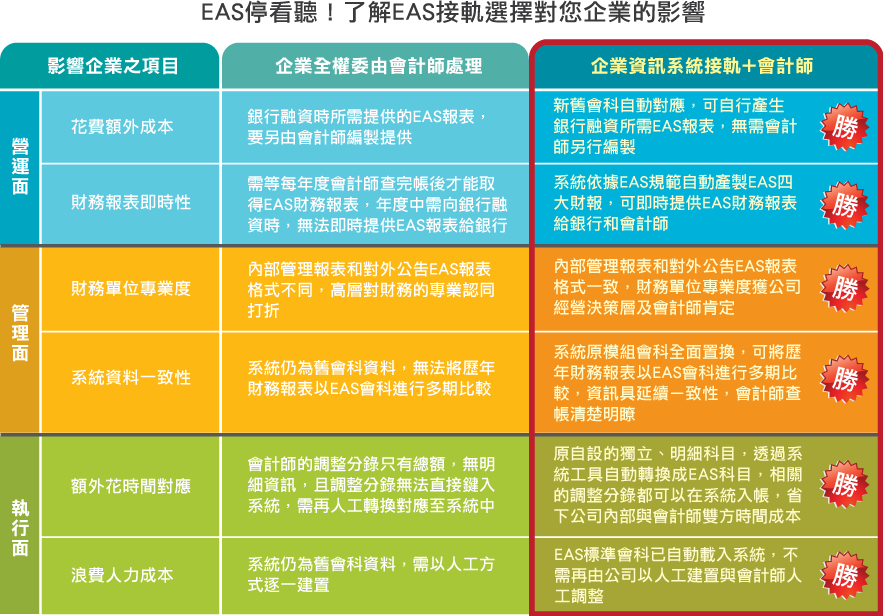 EAS停看聽！了解EAS接軌選擇對您企業的影響
影響企業之項目
企業全權委由會計師處理
企業資訊系統接軌+會計師
營運面
花費額外成本
銀行融資時所需提供的EAS報表，
要另由會計師編製提供
新舊會科自動對應，可自行產生
銀行融資所需EAS報表，無需會計
師另行編製
勝
財務報表即時性
需等每年度會計師查完帳後才能取
得EAS財務報表，年度中需向銀行融
資時，無法即時提供EAS報表給銀行
系統依據EAS規範自動產製EAS四
大財報，可即時提供EAS財務報表
給銀行和會計師
勝
管理面
財務單位專業度
內部管理報表和對外公告EAS報表
格式不同，高層對財務的專業認同
打折
內部管理報表和對外公告EAS報表
格式一致，財務單位專業度獲公司
經營決策層及會計師肯定
勝
系統資料一致性
系統仍為舊會科資料，無法將歷年
財務報表以EAS會科進行多期比較
系統原模組會科全面置換，可將歷
年財務報表以EAS會科進行多期比
較，資訊具延續一致性，會計師查
帳清楚明瞭
勝
執行面
額外花時間對應
會計師的調整分錄只有總額，無明
細資訊，且調整分錄無法直接鍵入
系統，需再人工轉換對應至系統中
原自設的獨立、明細科目，透過系
統工具自動轉換成EAS科目，相關
的調整分錄都可以在系統入帳，省
下公司內部與會計師雙方時間成本
勝
浪費人力成本
系統仍為舊會科資料，需以人工方
式逐一建置
EAS標準會科已自動載入系統，不
需再由公司以人工建置與會計師人
工調整
勝